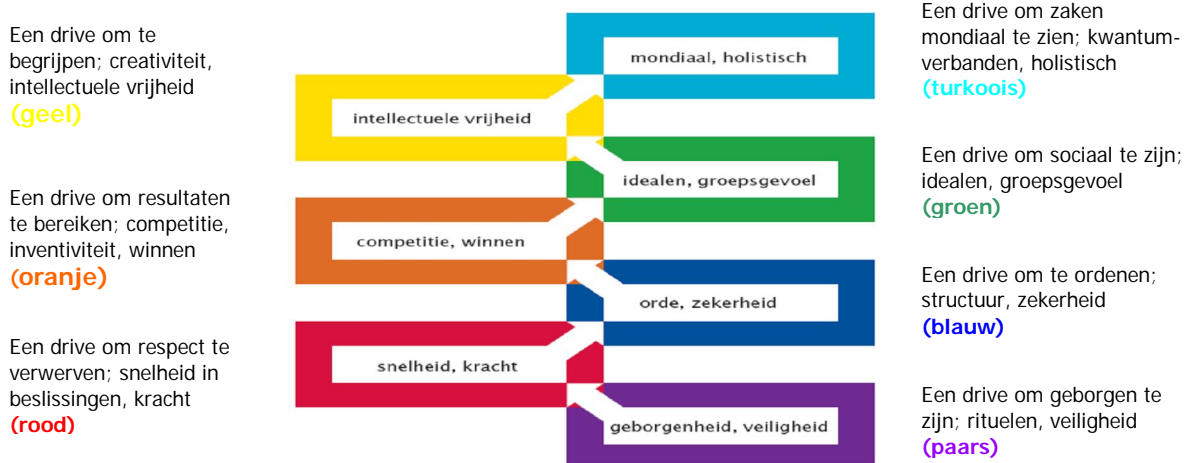 Een drive om te
begrijpen; creativiteit,
intellectuele vrijheid
(geel)
Een drive om resultaten
te bereiken; competitie,
inventiviteit, winnen
(oranje)
Een drive om respect te
verwerven; snelheid in
beslissingen, kracht
(rood)
mondiaal, holistisch
intellectuele vrijheid
idealen, groepsgevoel
competitie, winnen
orde, zekerheid
snelheid, kracht
geborgenheid, veiligheid
Een drive om zaken
mondiaal te zien; kwantum-
verbanden, holistisch
(turkoois)
Een drive om sociaal te zijn;
idealen, groepsgevoel
(groen)
Een drive om te ordenen;
structuur, zekerheid
(blauw)
Een drive om geborgen te
zijn; rituelen, veiligheid
(paars)